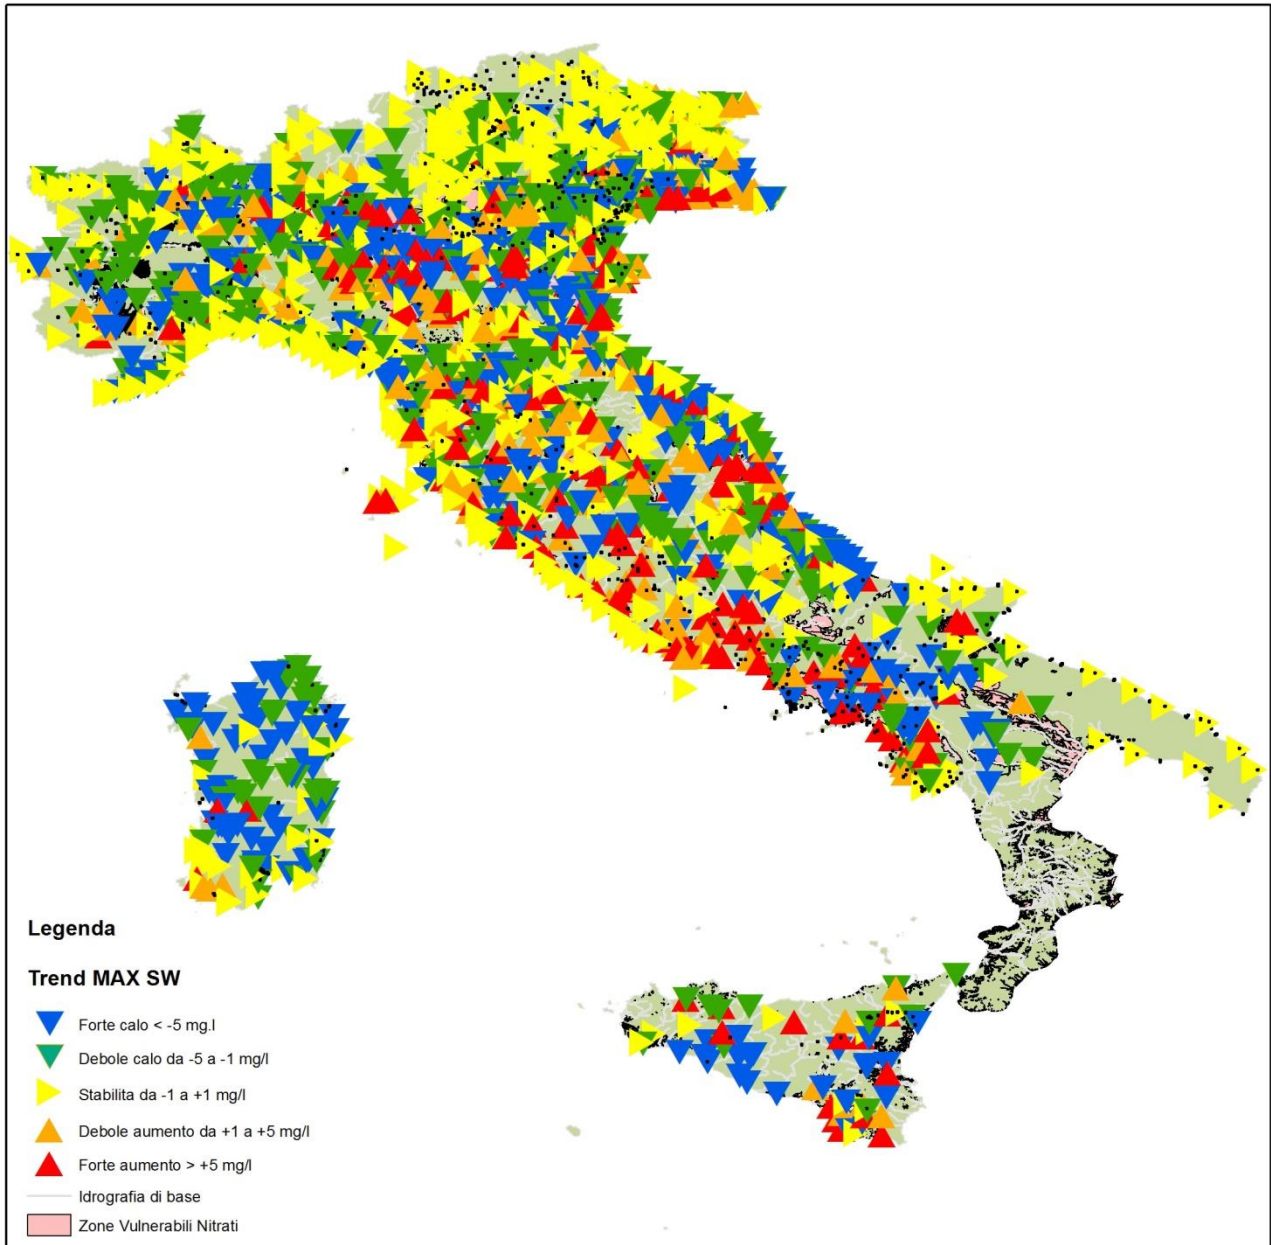 Legenda
Trend MAX SW
Forte calo < -5 mg.l
Debole calo da -5 a -1 mg/l
Stabilita da -1 a +1 mg/l
Debole aumento da +1 a +5 mg/l
Forte aumento > +5 mg/l
Idrografia di base
Zone Vulnerabili Nitrati